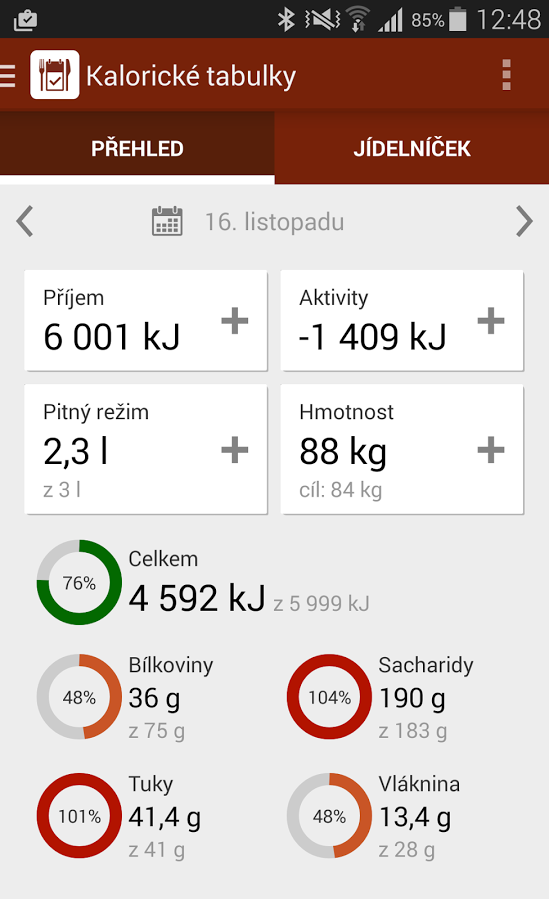 85% 12:48
Kalorické tabulky
PŘEHLED JÍDELNÍČEK
16. listopadu
Příjem
6 001 kJ
Aktivity
-1 409 kJ
Pitný režim
2,3 l
z 3 l
Hmotnost
88 kg
cíl: 84 kg
76%
Celkem
4 592 kJ z 5 999 kJ
48%
Bílkoviny
36 g
z 75 g
104%
Sacharidy
190 g
z 183 g
101%
Tuky
41,4 g
z 41 g
48%
Vláknina
13,4 g
z 28 g